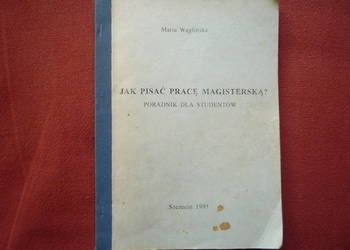 Maria Węglińska
JAK PISAĆ PRACĘ MAGISTERSKĄ?
PORADNIK DLA STUDENTÓW
Szczecin 1995